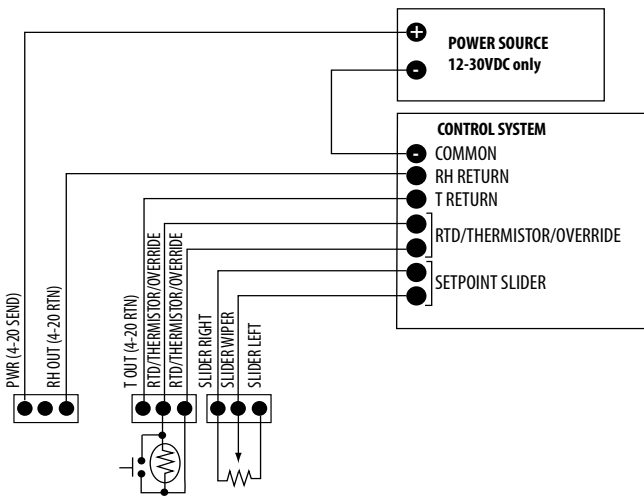 +
POWER SOURCE
12-30VDC only
-
CONTROL SYSTEM
- COMMON
RH RETURN
T RETURN
RTD/THERMISTOR/OVERRIDE
SETPOINT SLIDER
PWR (4-20 SEND)
RH OUT (4-20 RTN)
T OUT (4-20 RTN)
RTD/THERMISTOR/OVERRIDE
RTD/THERMISTOR/OVERRIDE
SLIDER RIGHT
SLIDER WIPER
SLIDER LEFT